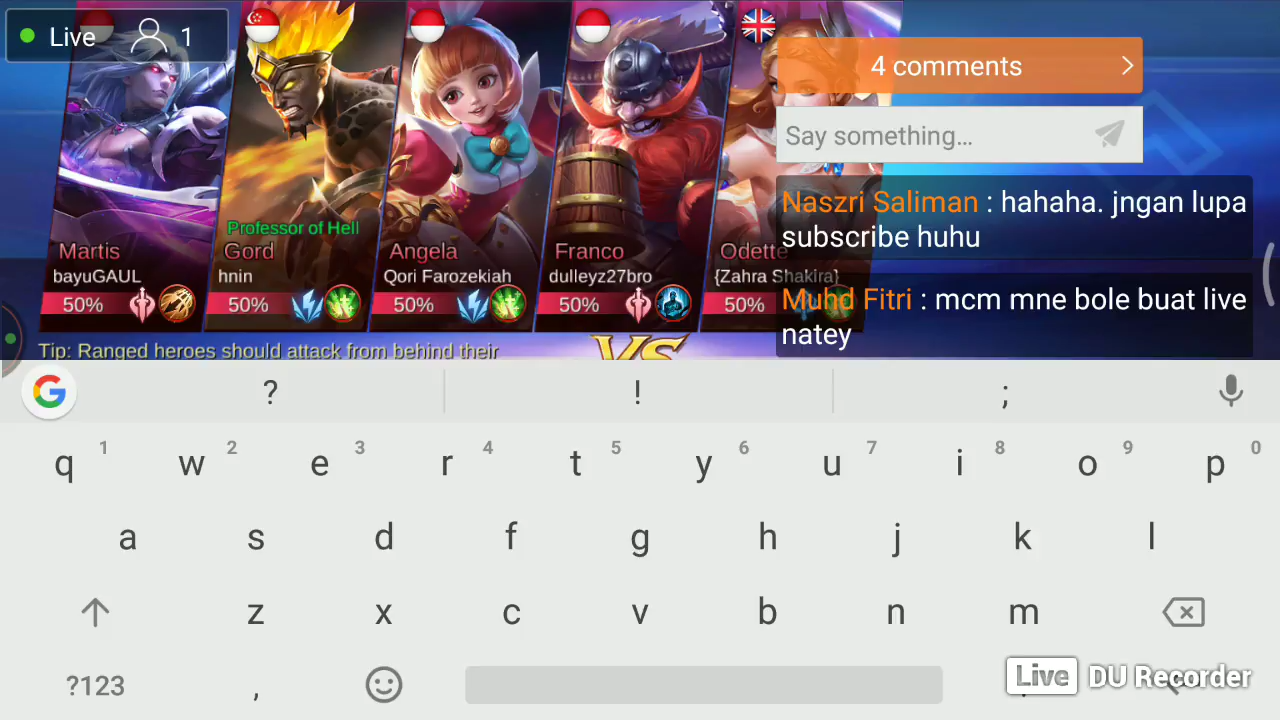 Live 1
4 comments
Say something...
Naszri Saliman : hahaha. jngan lupa
subscribe huhu
Muhd Fitri : mcm mne bole buat live
natey
Professor of Hell
Martis
Gord
Angela
Franco
Odette
bayuGAUL
hnin
Qori Farozekiah
dulleyz27bro
{Zahra Shakira}
50%
50%
50%
50%
50%
Tip: Ranged heroes should attack from behind their
VS
G ? ! ;
q 1 w 2 e 3 r 4 t 5 y 6 u 7 i 8 o 9 p 0
a s d f g h j k l
z x c v b n m
?123 , .
Live DU Recorder